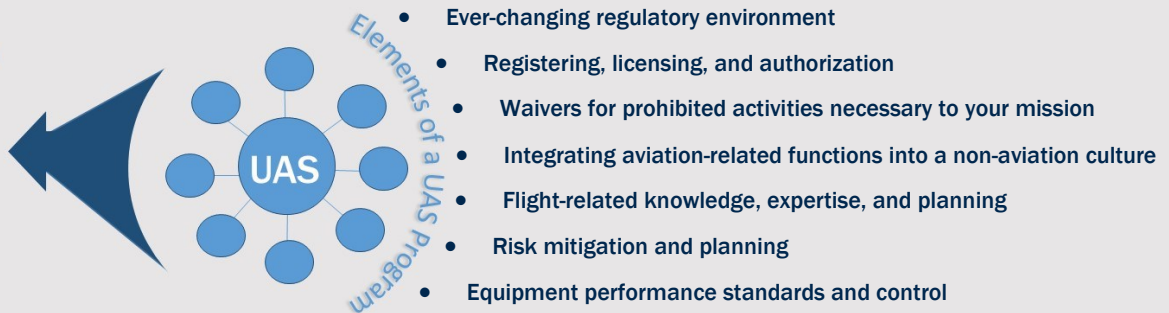 UAS
Elements of a UAS Program
• Ever-changing regulatory environment
• Registering, licensing, and authorization
• Waivers for prohibited activities necessary to your mission
• Integrating aviation-related functions into a non-aviation culture
• Flight-related knowledge, expertise, and planning
• Risk mitigation and planning
• Equipment performance standards and control